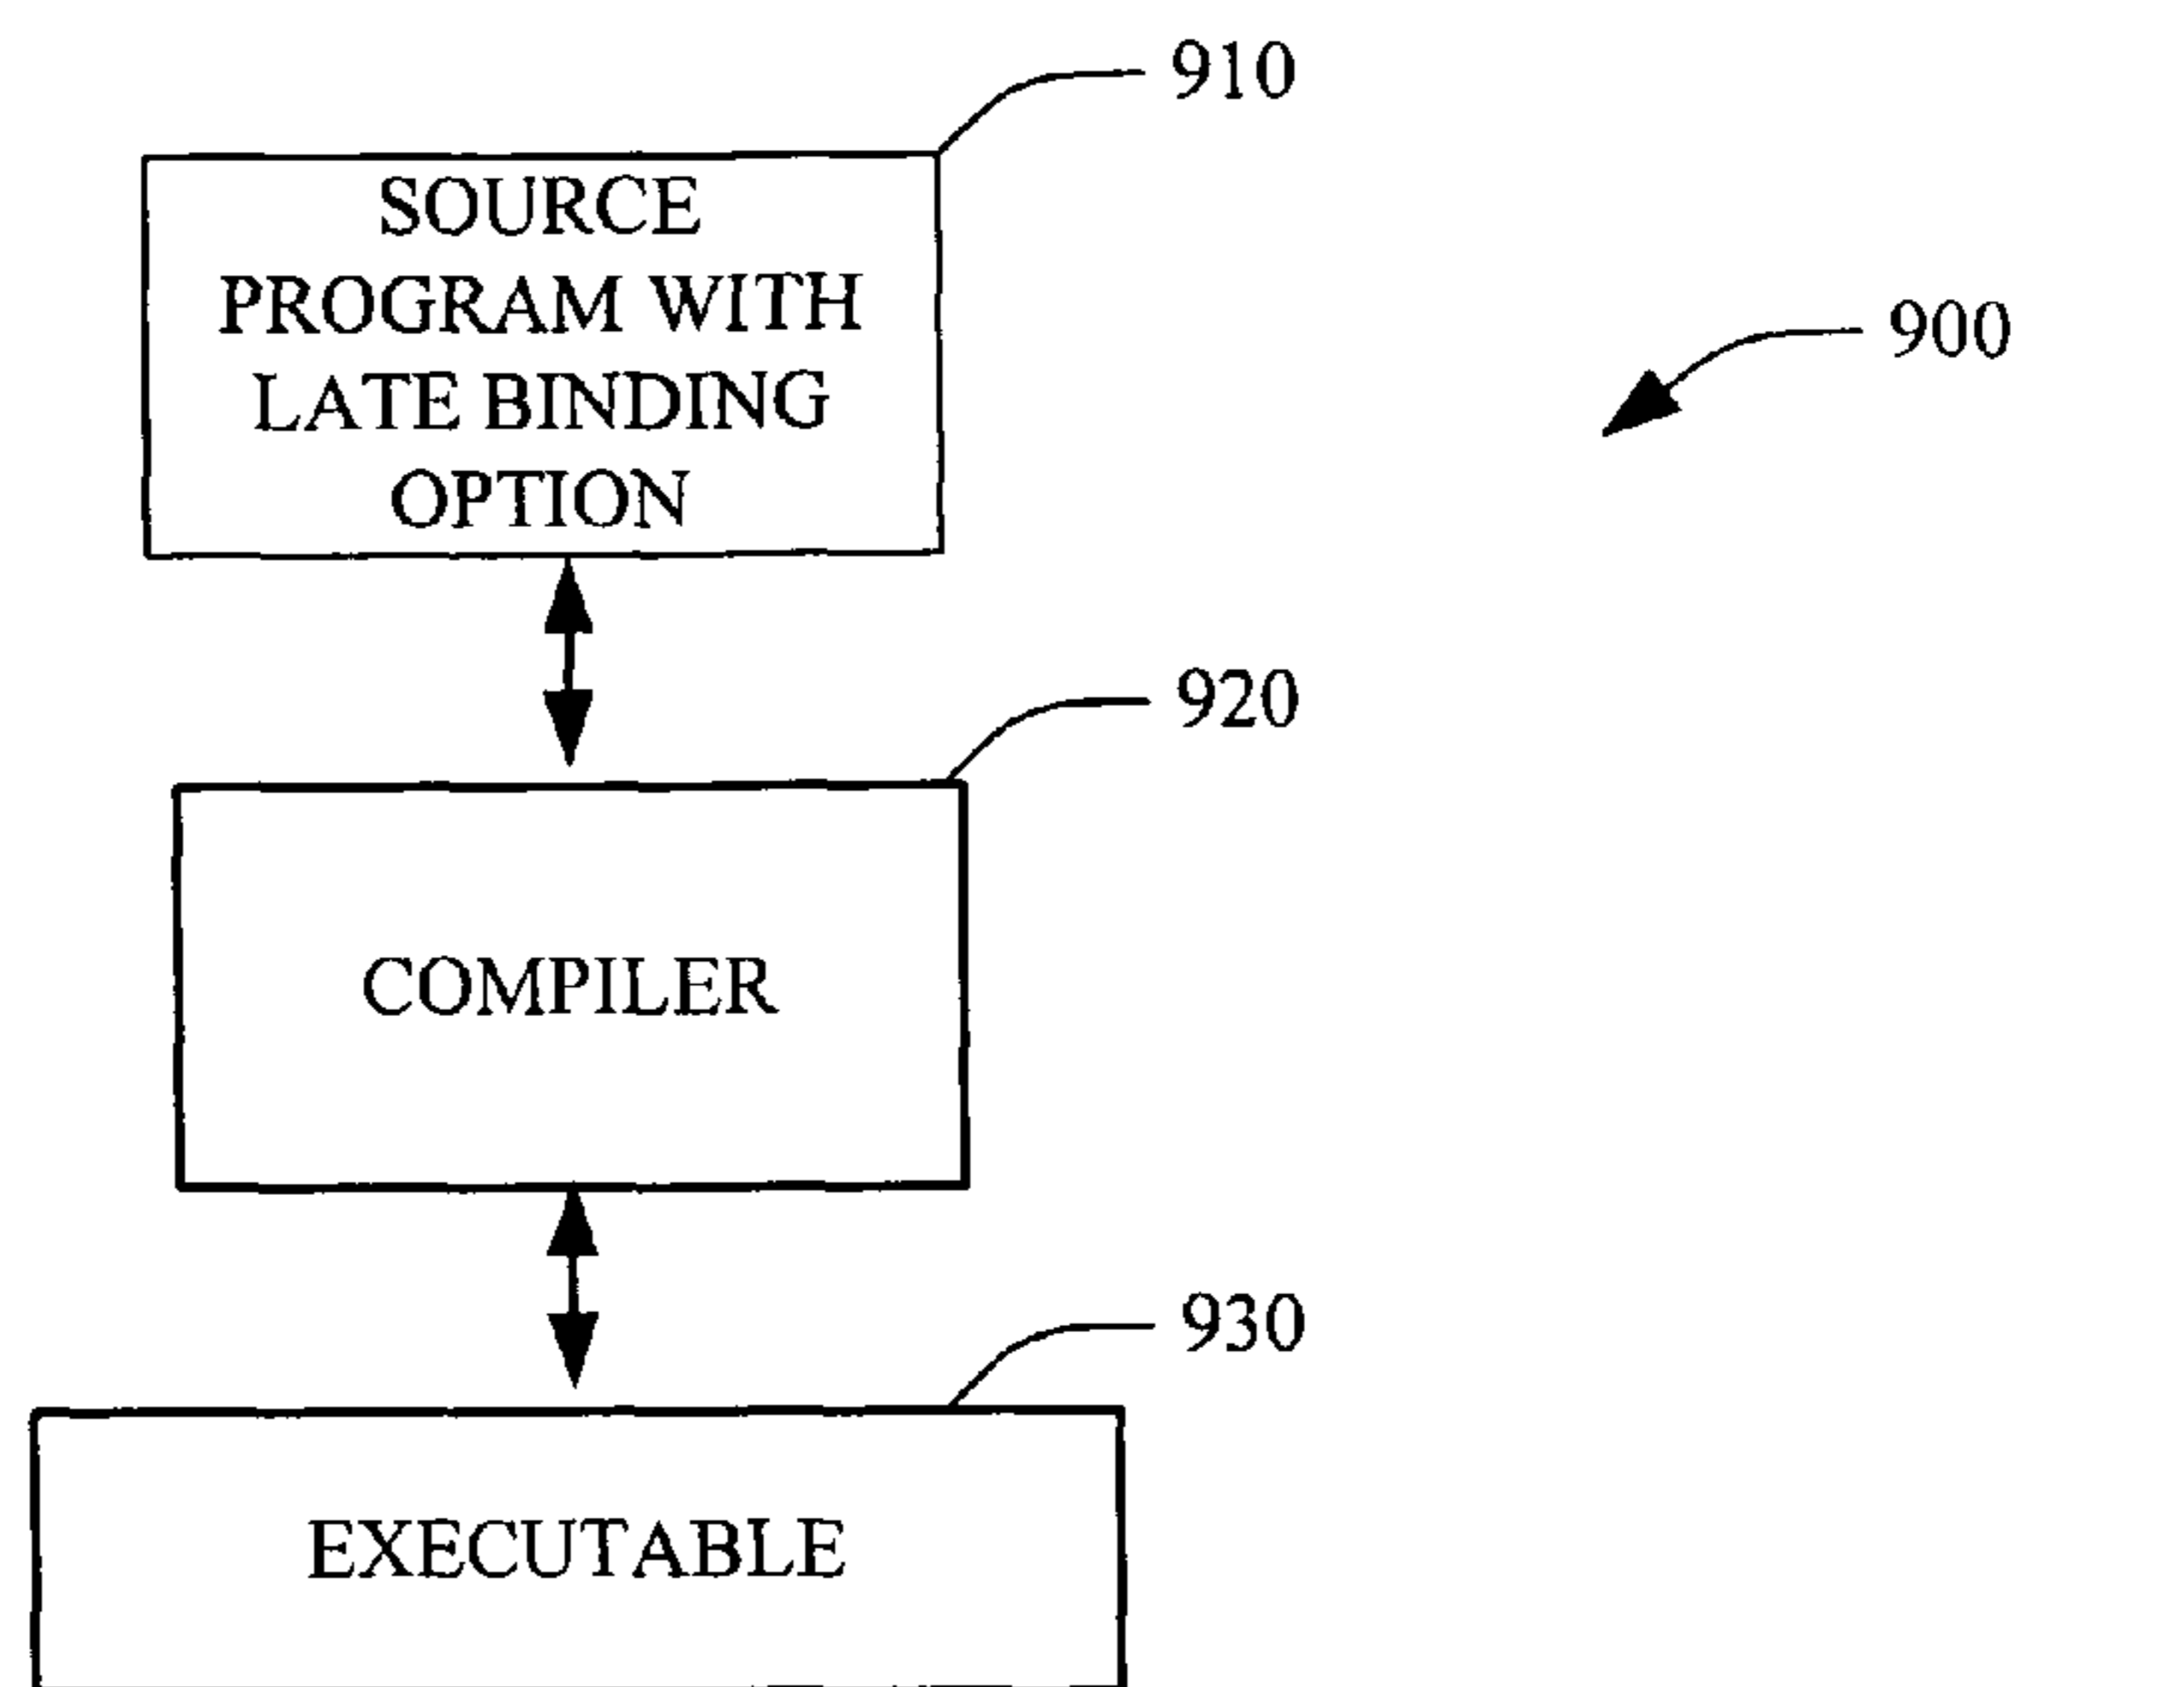 910
SOURCE
PROGRAM WITH
LATE BINDING
OPTION
900
920
COMPILER
930
EXECUTABLE